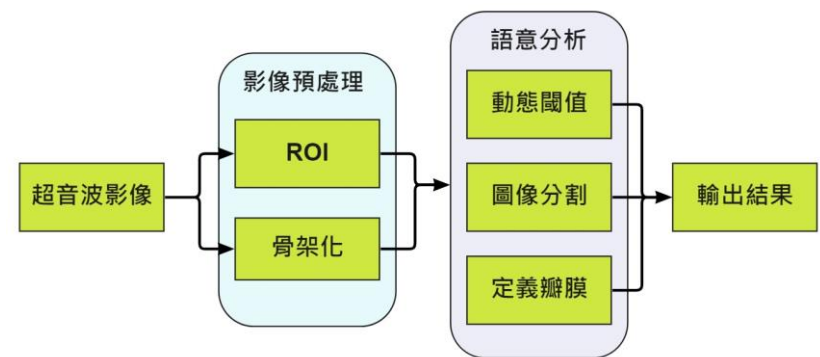 超音波影像
影像預處理
ROI
骨架化
語意分析
動態閾值
圖像分割
定義瓣膜
輸出結果